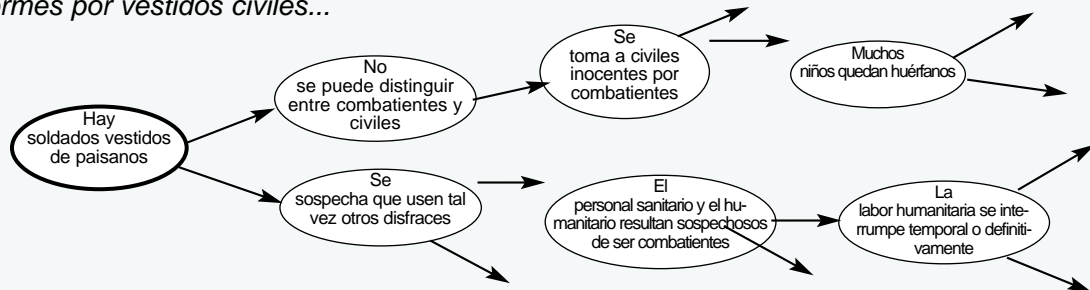 ormes por vestidos civiles...
Hay
soldados vestidos
de paisanos
No
se puede distinguir
entre combatientes y
civiles
Se
toma a civiles
inocentes por
combatientes
Muchos
niños quedan huérfanos
Se
sospecha que usen tal
vez otros disfraces
El
personal sanitario y el hu-
manitario resultan sospechosos
de ser combatientes
La
labor humanitaria se inte-
rrumpe temporal o definiti-
vamente